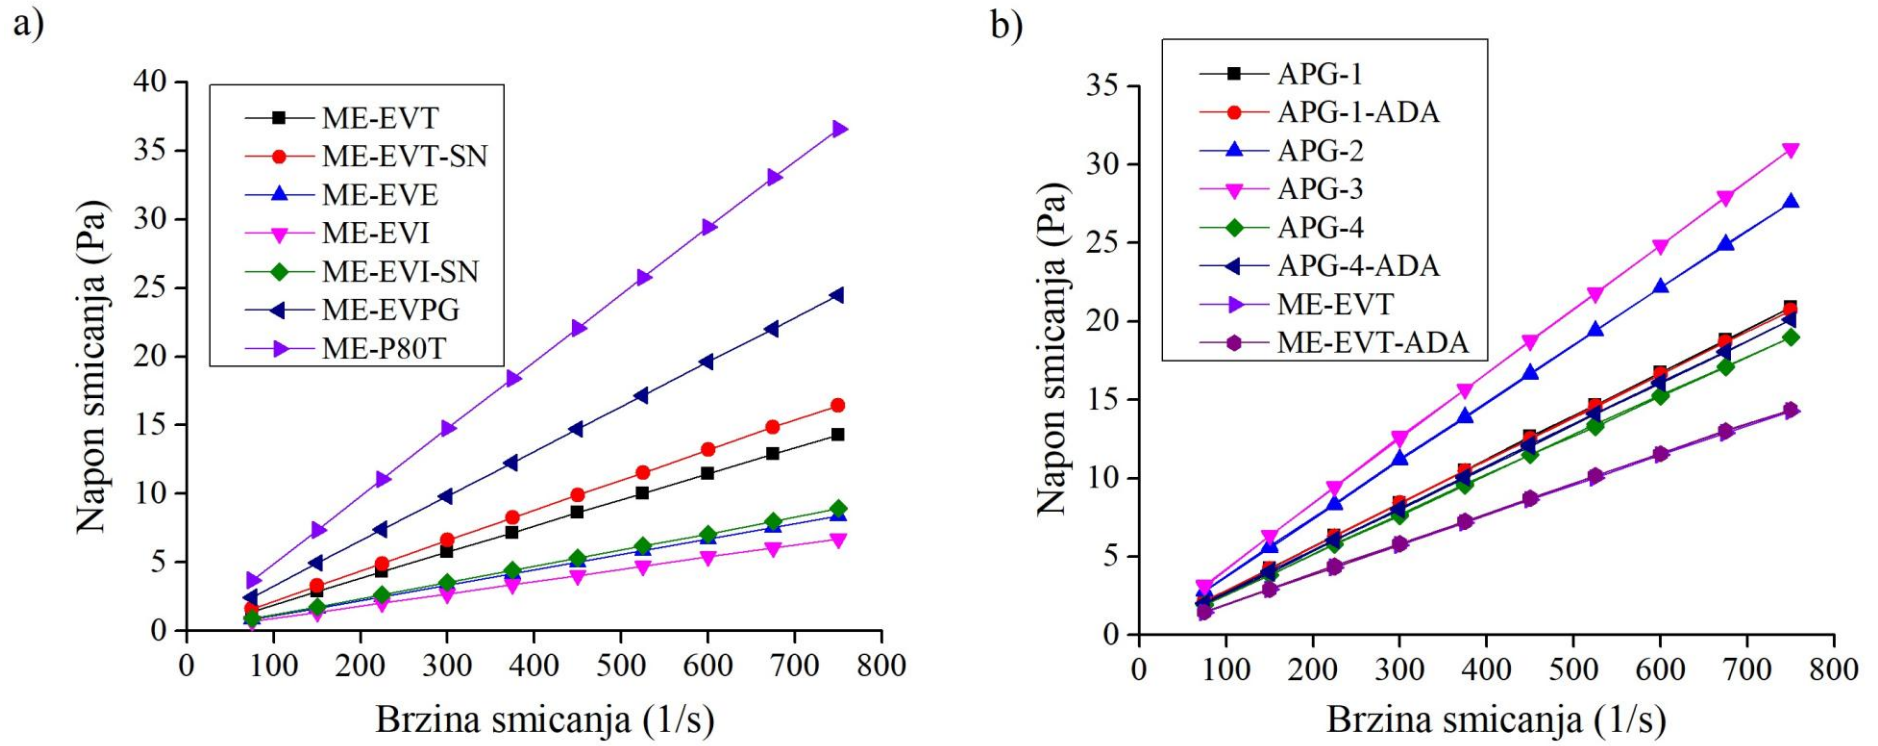 a)
40
35
30
25
20
15
10
5
0
ME-EVT
ME-EVT-SN
ME-EVE
ME-EVI
ME-EVI-SN
ME-EVPG
ME-P80T
Napon smicanja (Pa)
0 100 200 300 400 500 600 700 800
Brzina smicanja (1/s)
b)
35
30
25
20
15
10
5
0
APG-1
APG-1-ADA
APG-2
APG-3
APG-4
APG-4-ADA
ME-EVT
ME-EVT-ADA
Napon smicanja (Pa)
0 100 200 300 400 500 600 700 800
Brzina smicanja (1/s)